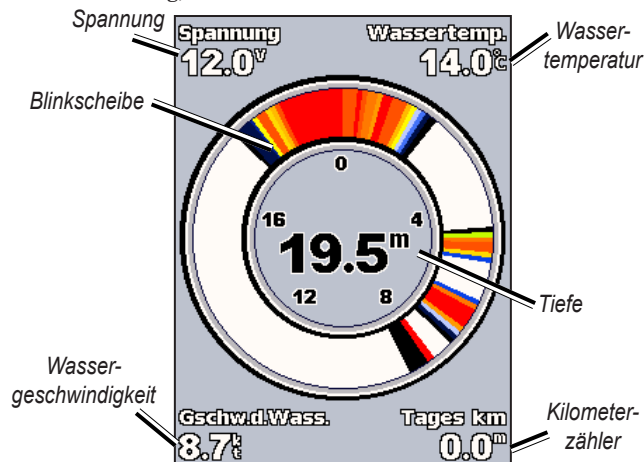 Spannung
Spannung
12.0V
Wassertemp.
14.0°C
Wasser-
temperatur
Blinkscheibe
0
16
4
19.5m
12
8
Tiefe
Wasser-
geschwindigkeit
Gschw.d.Wass.
8.7kt
Tages km
0.0m
Kilometer-
zähler